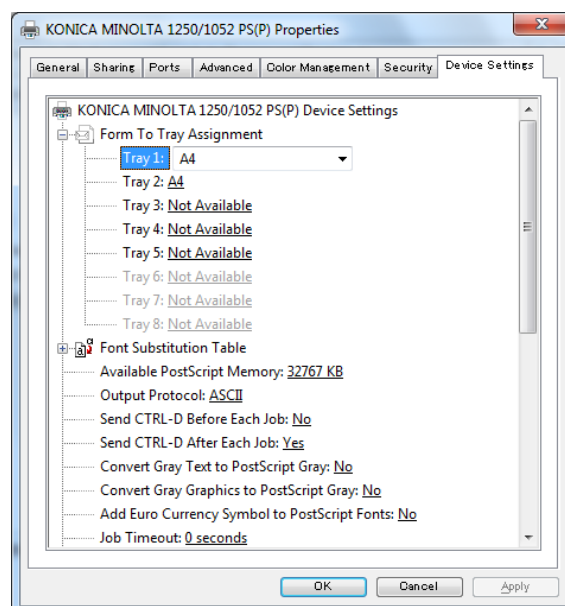 KONICA MINOLTA 1250/1052 PS(P) Properties
General Sharing Ports Advanced Color Management Security Device Settings
KONICA MINOLTA 1250/1052 PS(P) Device Settings
Form To Tray Assignment
Tray 1: A4
Tray 2: A4
Tray 3: Not Available
Tray 4: Not Available
Tray 5: Not Available
Tray 6: Not Available
Tray 7: Not Available
Tray 8: Not Available
Font Substitution Table
Available PostScript Memory: 32767 KB
Output Protocol: ASCII
Send CTRL-D Before Each Job: No
Send CTRL-D After Each Job: Yes
Convert Gray Text to PostScript Gray: No
Convert Gray Graphics to PostScript Gray: No
Add Euro Currency Symbol to PostScript Fonts: No
Job Timeout: 0 seconds
OK Cancel Apply